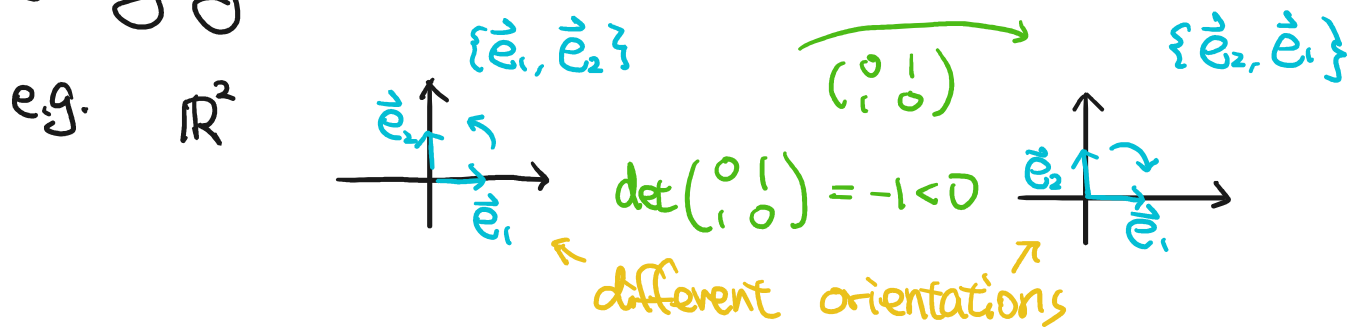 {e⃗₁, e⃗₂} {e⃗₂, e⃗₁}
(0 1
1 0)
e.g. ℝ²
e⃗₂ e⃗₂
det(0 1
1 0) = -1 < 0
e⃗₁ e⃗₁
different orientations